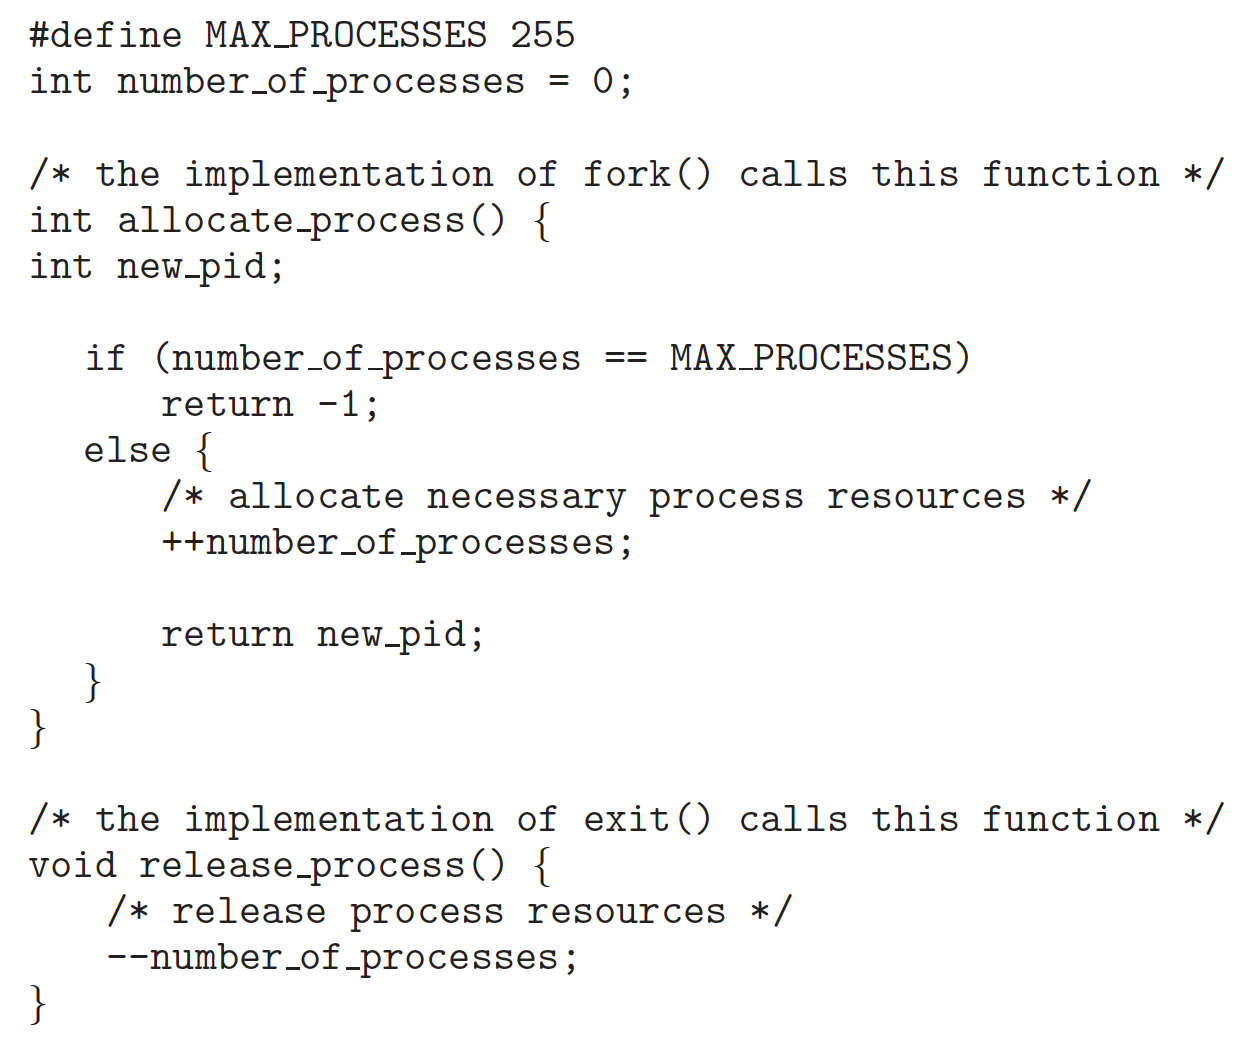 #define MAX_PROCESSES 255
int number_of_processes = 0;
/* the implementation of fork() calls this function */
int allocate_process() {
int new_pid;
if (number_of_processes == MAX_PROCESSES)
return -1;
else {
/* allocate necessary process resources */
++number_of_processes;
return new_pid;
}
}
/* the implementation of exit() calls this function */
void release_process() {
/* release process resources */
--number_of_processes;
}